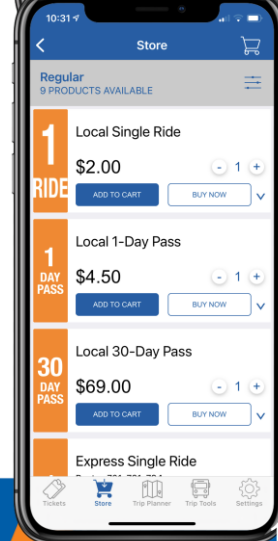 10:31
Store
Regular
9 PRODUCTS AVAILABLE
1
RIDE
Local Single Ride
$2.00
- 1 +
ADD TO CART
BUY NOW
1
DAY
PASS
Local 1-Day Pass
$4.50
- 1 +
ADD TO CART
BUY NOW
30
DAY
PASS
Local 30-Day Pass
$69.00
- 1 +
ADD TO CART
BUY NOW
Express Single Ride
Tickets
Store
Trip Planner
Trip Tools
Settings